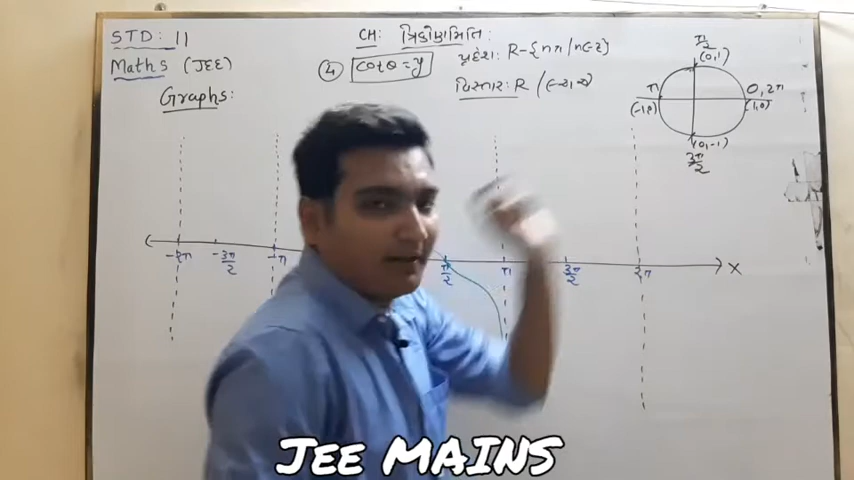 STD: 11
CH: ત્રિકોણમિતિ:
Maths (JEE)
④ cotθ = y
પ્રદેશ: R - {nπ / n∈Z}
Graphs:
વિસ્તાર: R / (-∞, ∞)
π/2
(0,1)
π
0, 2π
(-1,0)
(1,0)
(0,-1)
3π/2
-2π
-3π/2
-π
π/2
π
3π/2
2π
X
JEE MAINS